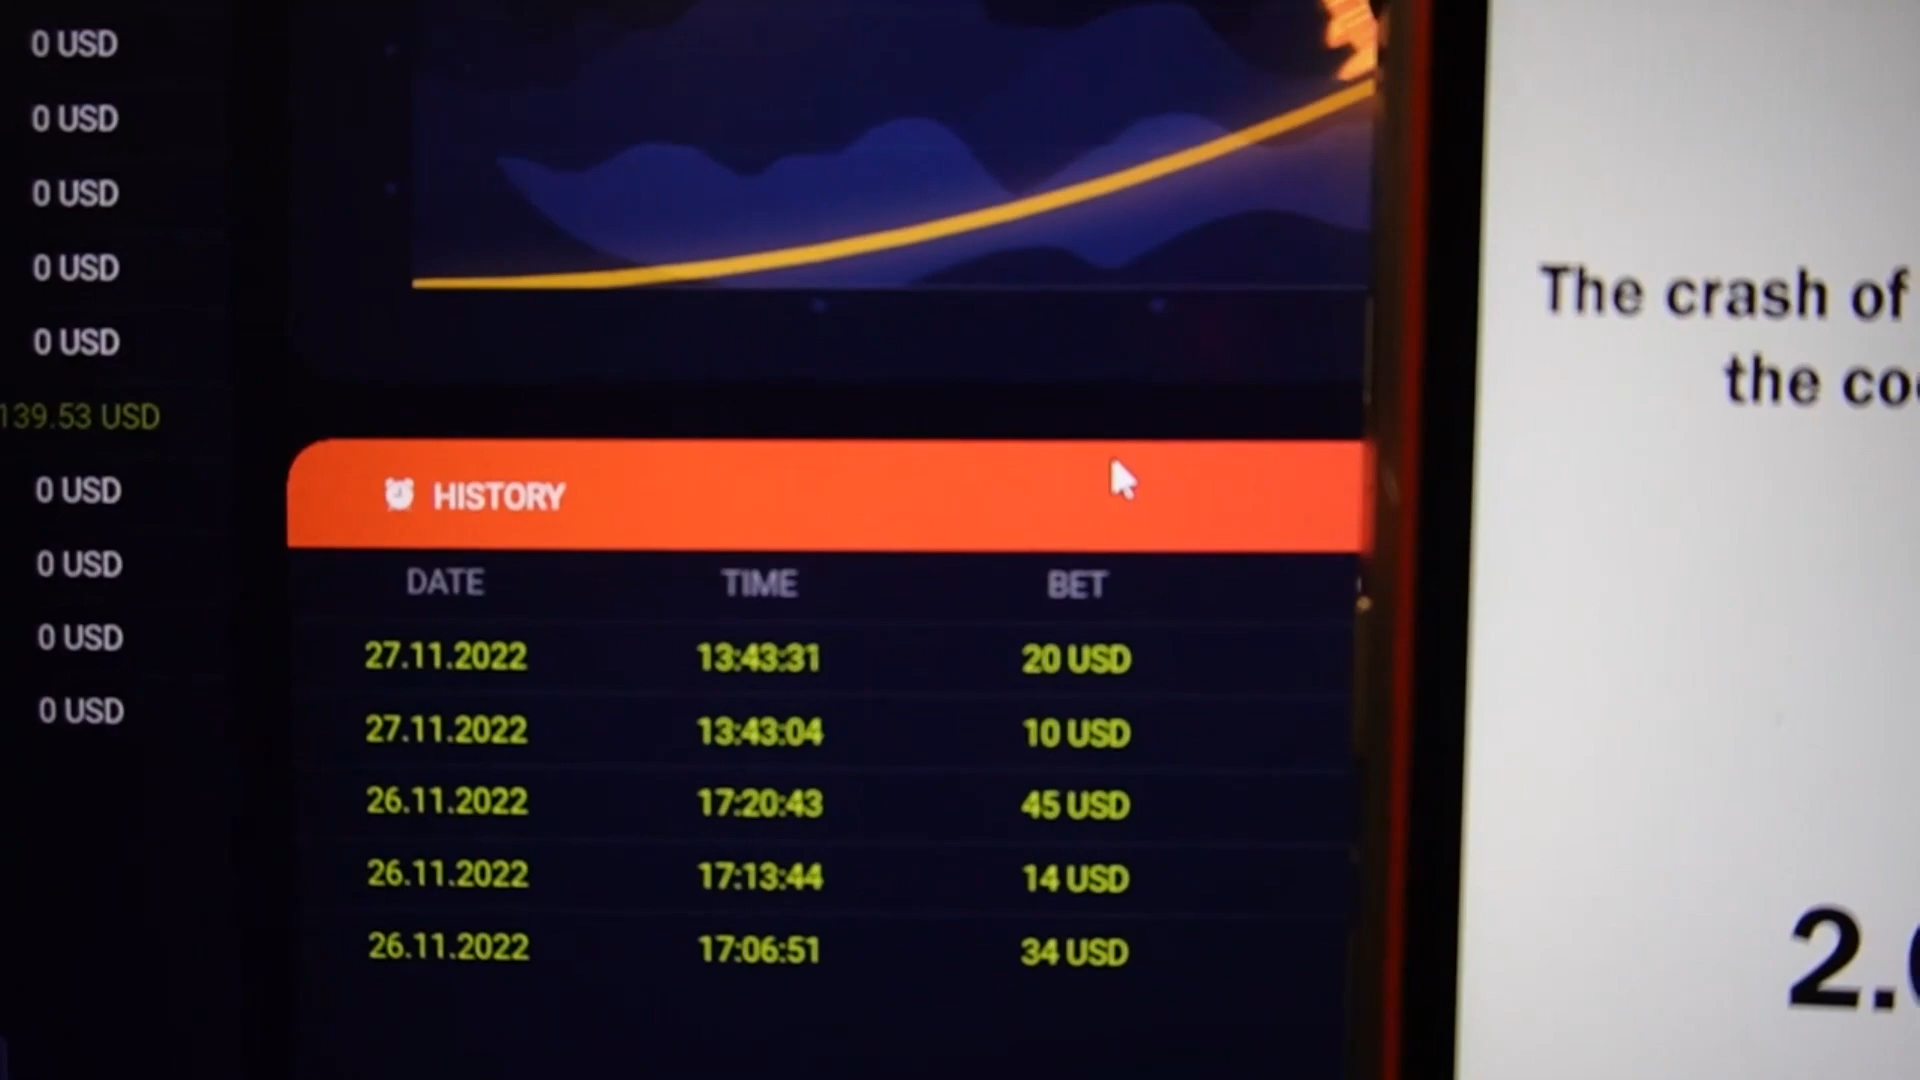 0 USD
0 USD
0 USD
0 USD
0 USD
139.53 USD
0 USD
0 USD
0 USD
0 USD
HISTORY
DATE TIME BET
27.11.2022 13:43:31 20 USD
27.11.2022 13:43:04 10 USD
26.11.2022 17:20:43 45 USD
26.11.2022 17:13:44 14 USD
26.11.2022 17:06:51 34 USD
The crash of
the